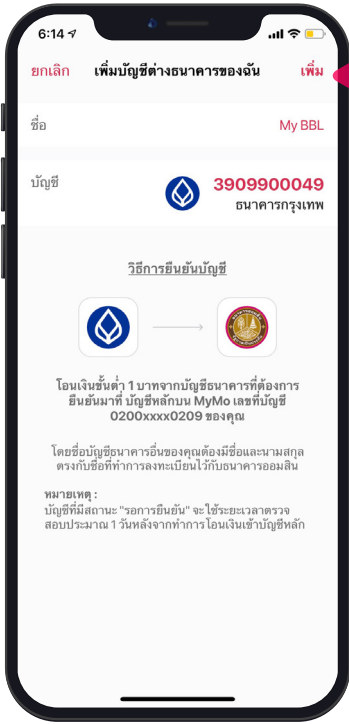 6:14
ยกเลิก เพิ่มบัญชีต่างธนาคารของฉัน เพิ่ม
ชื่อ My BBL
บัญชี 3909900049
ธนาคารกรุงเทพ
วิธีการยืนยันบัญชี
โอนเงินขั้นต่ำ 1 บาทจากบัญชีธนาคารที่ต้องการ
ยืนยันมาที่ บัญชีหลักบน MyMo เลขที่บัญชี
0200xxxx0209 ของคุณ
โดยชื่อบัญชีธนาคารอื่นของคุณต้องมีชื่อและนามสกุล
ตรงกับชื่อที่ทำการลงทะเบียนไว้กับธนาคารออมสิน
หมายเหตุ :
บัญชีที่มีสถานะ "รอการยืนยัน" จะใช้ระยะเวลาตรวจ
สอบประมาณ 1 วันหลังจากทำการโอนเงินเข้าบัญชีหลัก